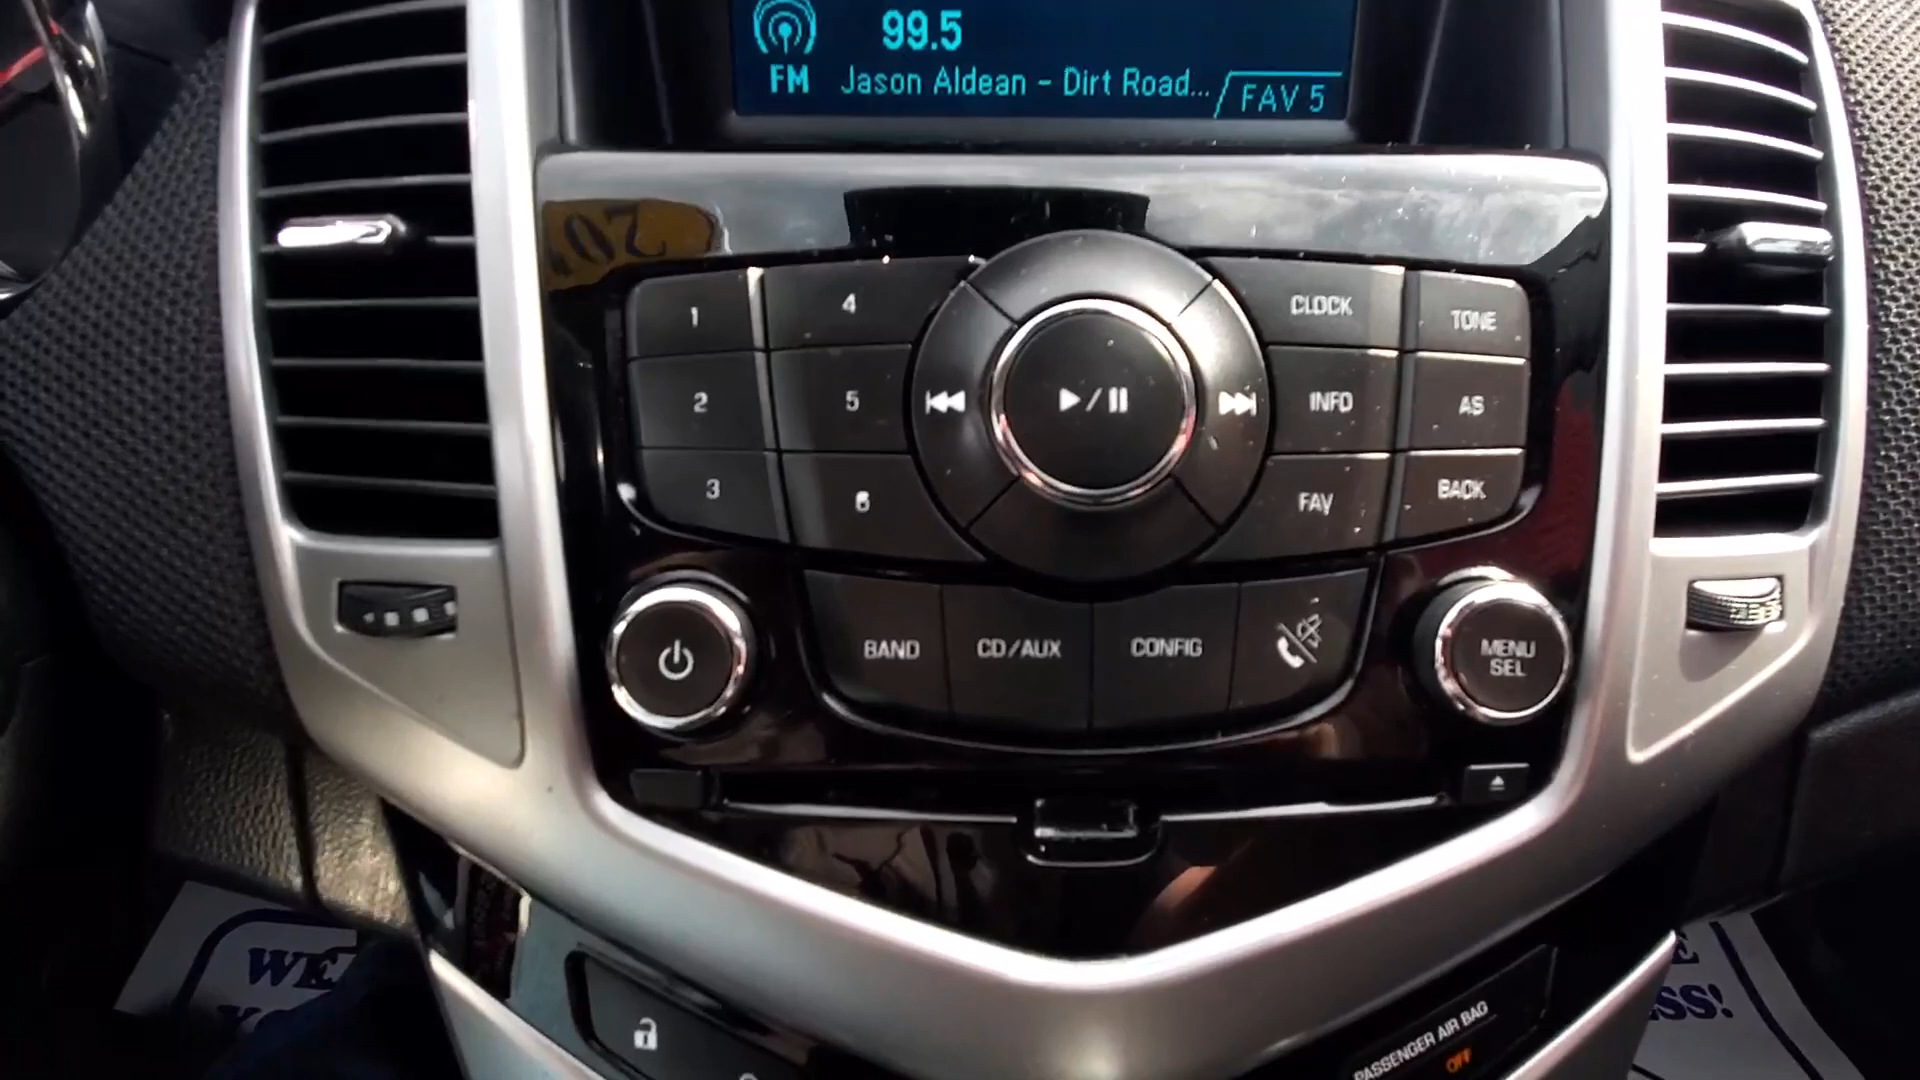 99.5
FM Jason Aldean - Dirt Road...
FAV 5
1 4 CLOCK TONE
2 5 INFO AS
3 6 FAV BACK
BAND CD/AUX CONFIG
MENU
SEL
PASSENGER AIR BAG
OFF